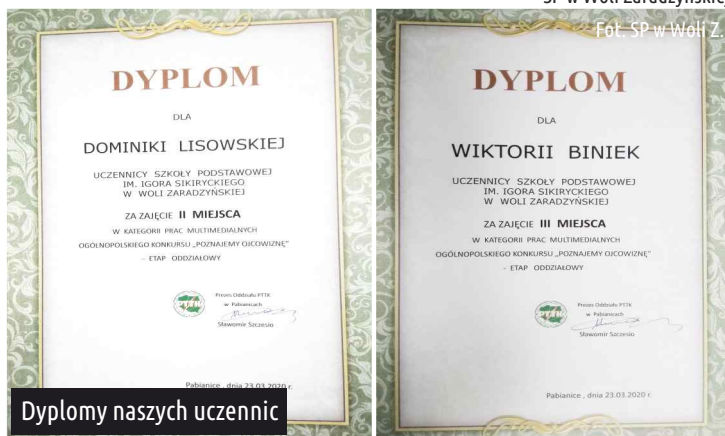 SP w Woli Zaradzyńskiej
Fot. SP w Woli Z.
DYPLOM
DLA
DOMINIKI LISOWSKIEJ
UCZENNICY SZKOŁY PODSTAWOWEJ
IM. IGORA SIKIRYCKIEGO
W WOLI ZARADZYŃSKIEJ
ZA ZAJĘCIE II MIEJSCA
W KATEGORII PRAC MULTIMEDIALNYCH
OGÓLNOPOLSKIEGO KONKURSU „POZNAJEMY OJCOWIZNĘ”
- ETAP ODDZIAŁOWY
PTTK
Prezes Oddziału PTTK
w Pabianicach
Sławomir Szczesio
Pabianice , dnia 23.03.2020 r.
Dyplomy naszych uczennic
DYPLOM
DLA
WIKTORII BINIEK
UCZENNICY SZKOŁY PODSTAWOWEJ
IM. IGORA SIKIRYCKIEGO
W WOLI ZARADZYŃSKIEJ
ZA ZAJĘCIE III MIEJSCA
W KATEGORII PRAC MULTIMEDIALNYCH
OGÓLNOPOLSKIEGO KONKURSU „POZNAJEMY OJCOWIZNĘ”
- ETAP ODDZIAŁOWY
PTTK
Prezes Oddziału PTTK
w Pabianicach
Sławomir Szczesio
Pabianice , dnia 23.03.2020 r.